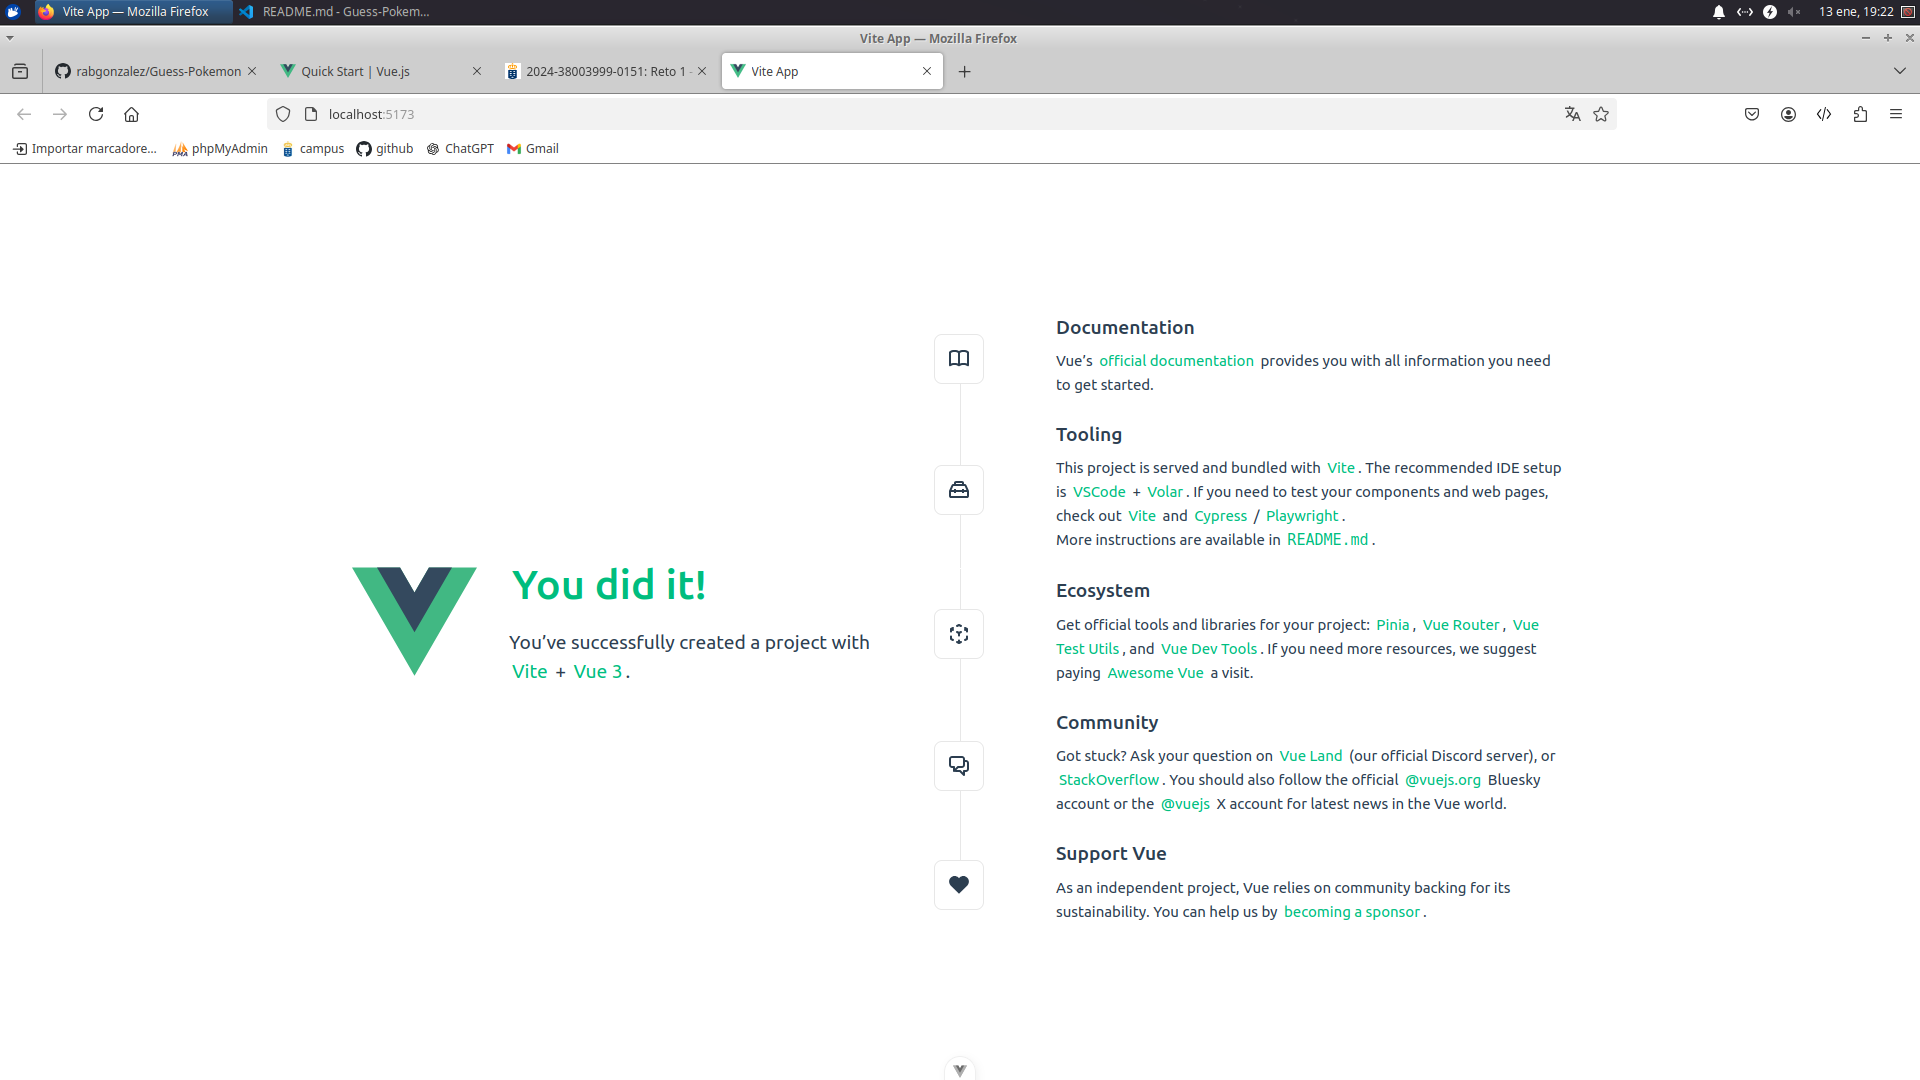 Vite App — Mozilla Firefox
README.md - Guess-Pokem...
13 ene, 19:22
Vite App — Mozilla Firefox
rabgonzalez/Guess-Pokemon
Quick Start | Vue.js
2024-38003999-0151: Reto 1 -
Vite App
localhost:5173
Importar marcadore...
phpMyAdmin
campus
github
ChatGPT
Gmail
You did it!
You’ve successfully created a project with
Vite + Vue 3.
Documentation
Vue’s official documentation provides you with all information you need
to get started.
Tooling
This project is served and bundled with Vite. The recommended IDE setup
is VSCode + Volar. If you need to test your components and web pages,
check out Vite and Cypress / Playwright.
More instructions are available in README.md.
Ecosystem
Get official tools and libraries for your project: Pinia, Vue Router, Vue
Test Utils, and Vue Dev Tools. If you need more resources, we suggest
paying Awesome Vue a visit.
Community
Got stuck? Ask your question on Vue Land (our official Discord server), or
StackOverflow. You should also follow the official @vuejs.org Bluesky
account or the @vuejs X account for latest news in the Vue world.
Support Vue
As an independent project, Vue relies on community backing for its
sustainability. You can help us by becoming a sponsor.